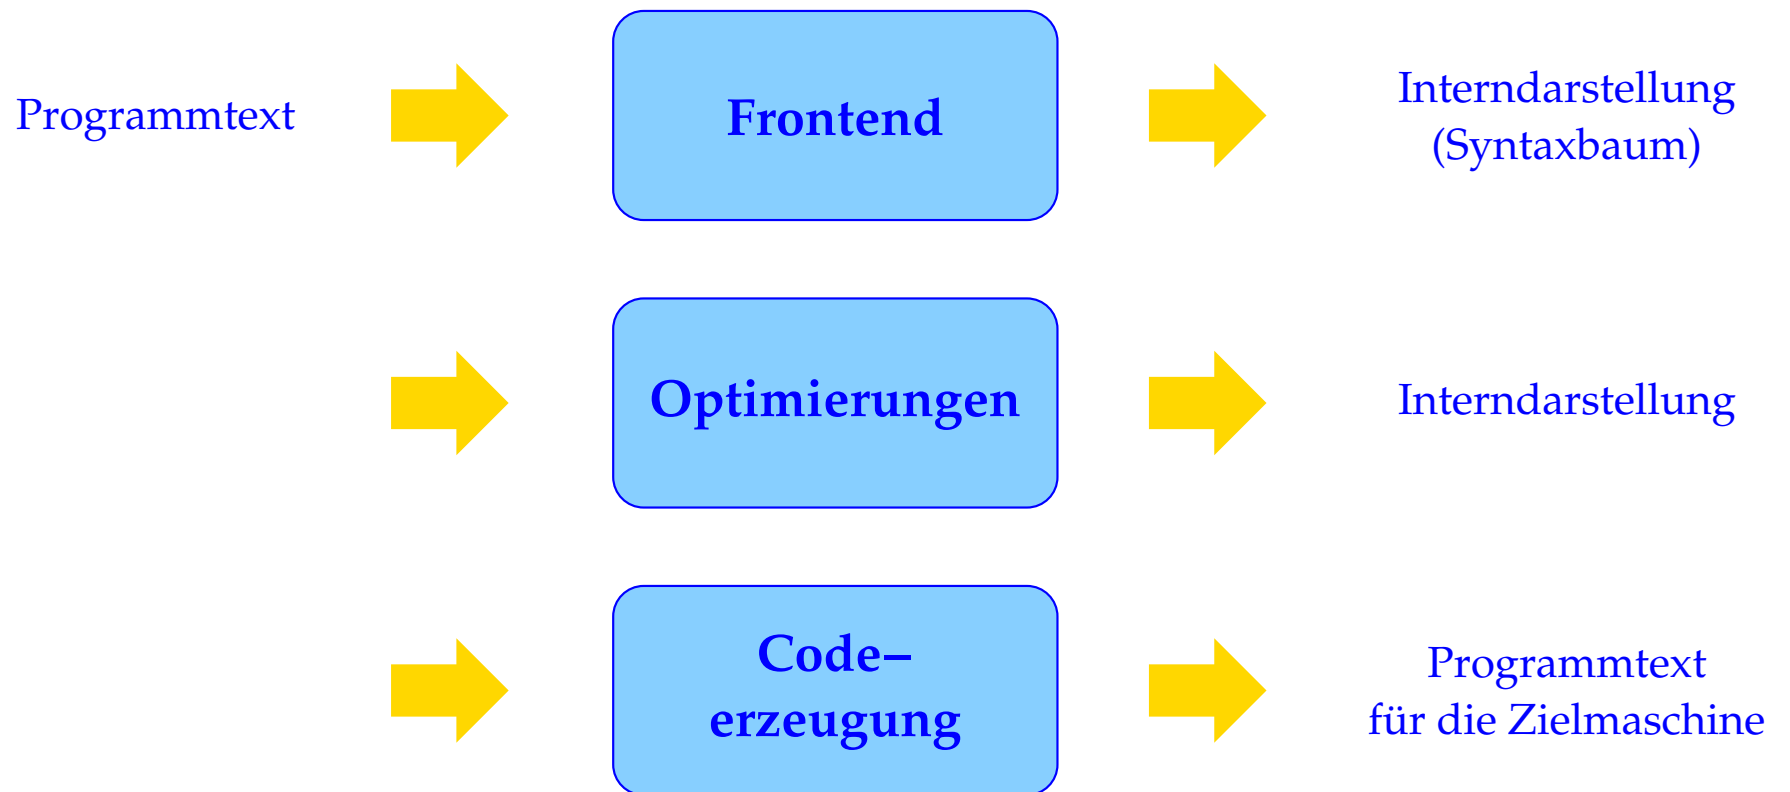 Programmtext
Frontend
Interndarstellung
(Syntaxbaum)
Optimierungen
Interndarstellung
Code–
erzeugung
Programmtext
für die Zielmaschine